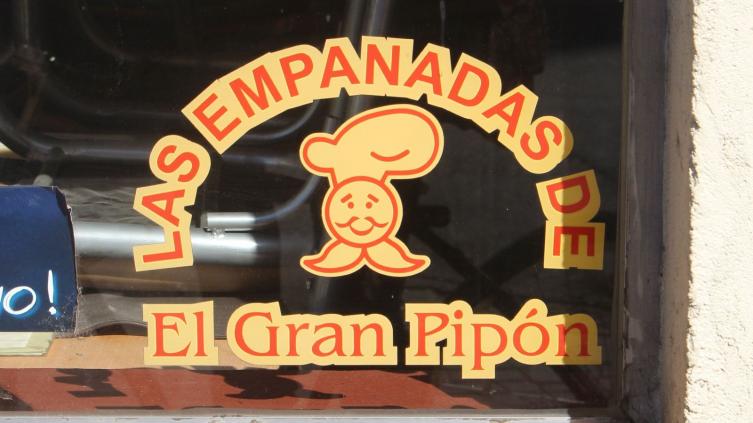 LAS EMPANADAS DE
El Gran Pipón
o!